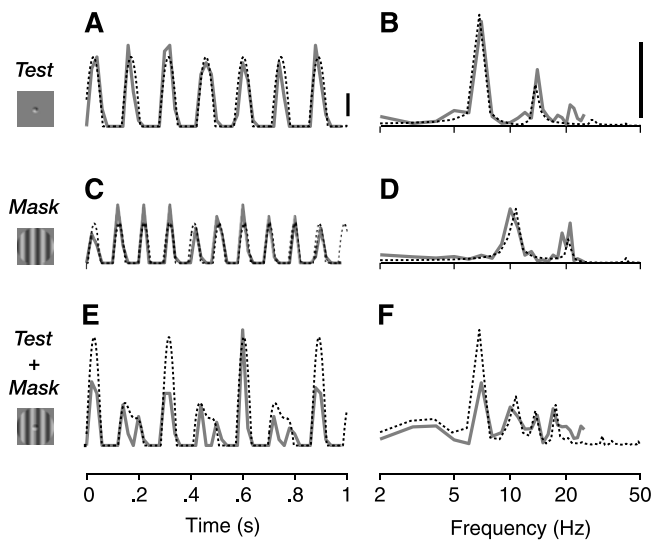 A
B
Test
C
D
Mask
E
F
Test
+
Mask
0 .2 .4 .6 .8 1
2 5 10 20 50
Time (s)
Frequency (Hz)